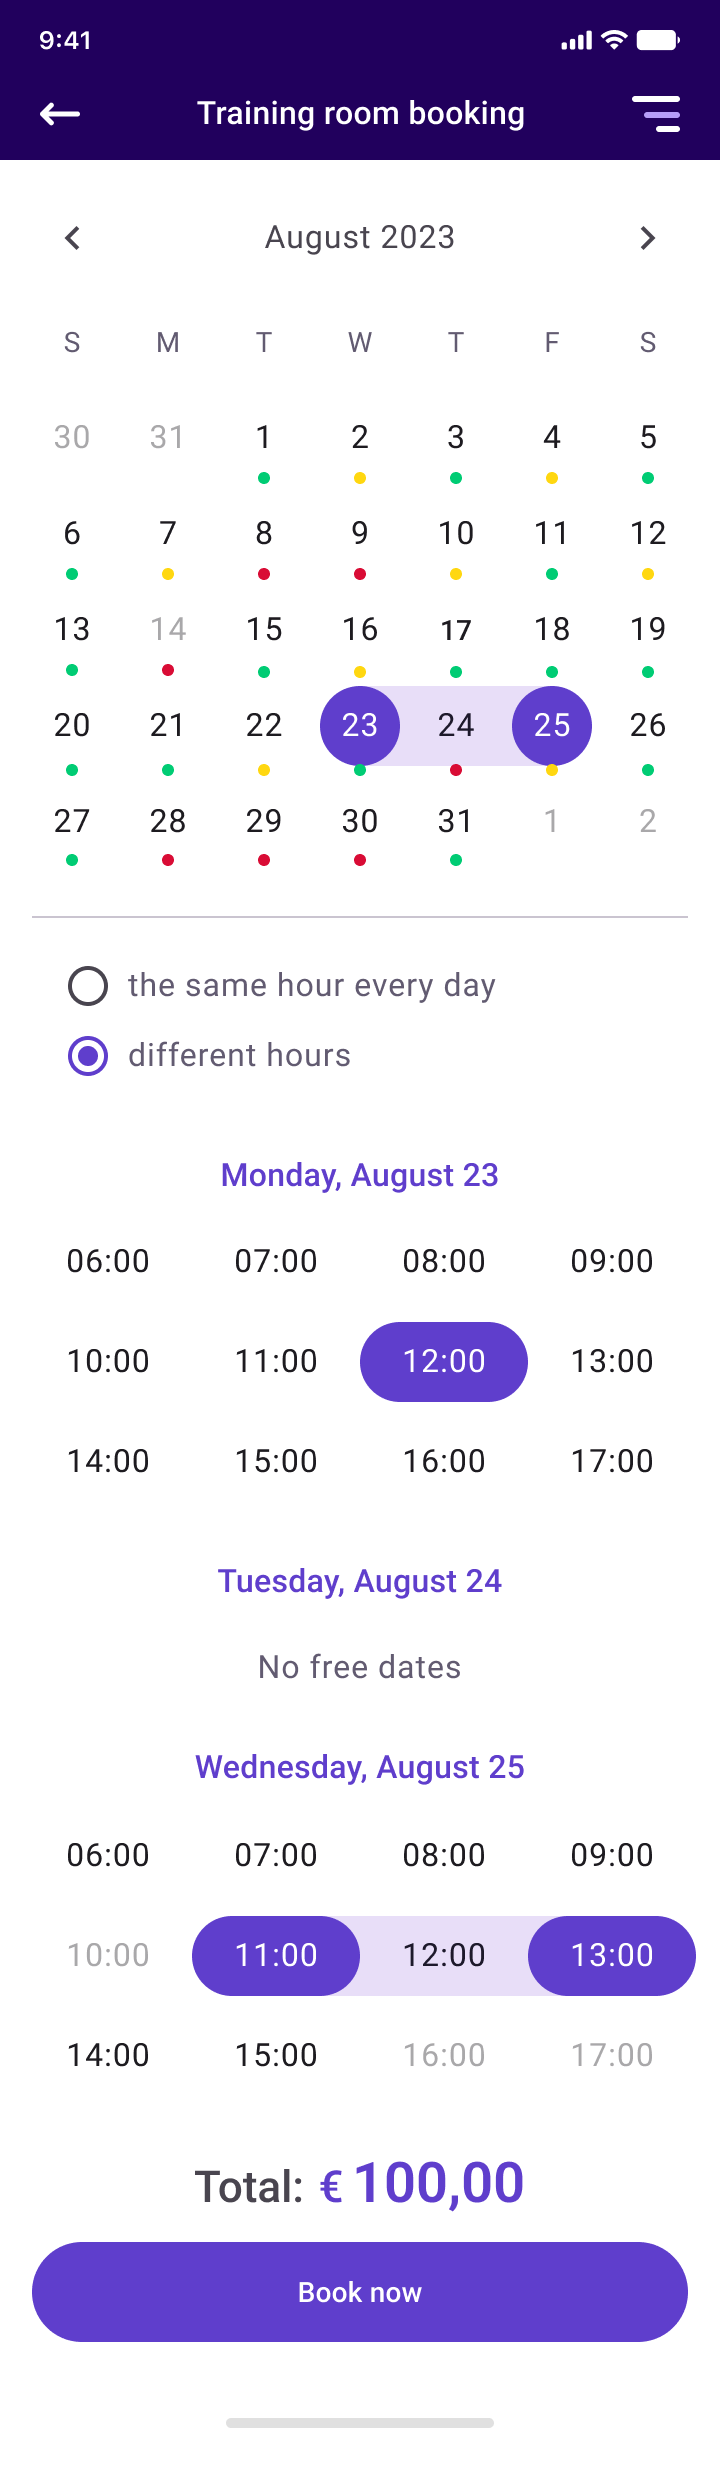 9:41
Training room booking
August 2023
S M T W T F S
30 31 1 2 3 4 5
6 7 8 9 10 11 12
13 14 15 16 17 18 19
20 21 22 23 24 25 26
27 28 29 30 31 1 2
the same hour every day
different hours
Monday, August 23
06:00 07:00 08:00 09:00
10:00 11:00 12:00 13:00
14:00 15:00 16:00 17:00
Tuesday, August 24
No free dates
Wednesday, August 25
06:00 07:00 08:00 09:00
10:00 11:00 12:00 13:00
14:00 15:00 16:00 17:00
Total: € 100,00
Book now